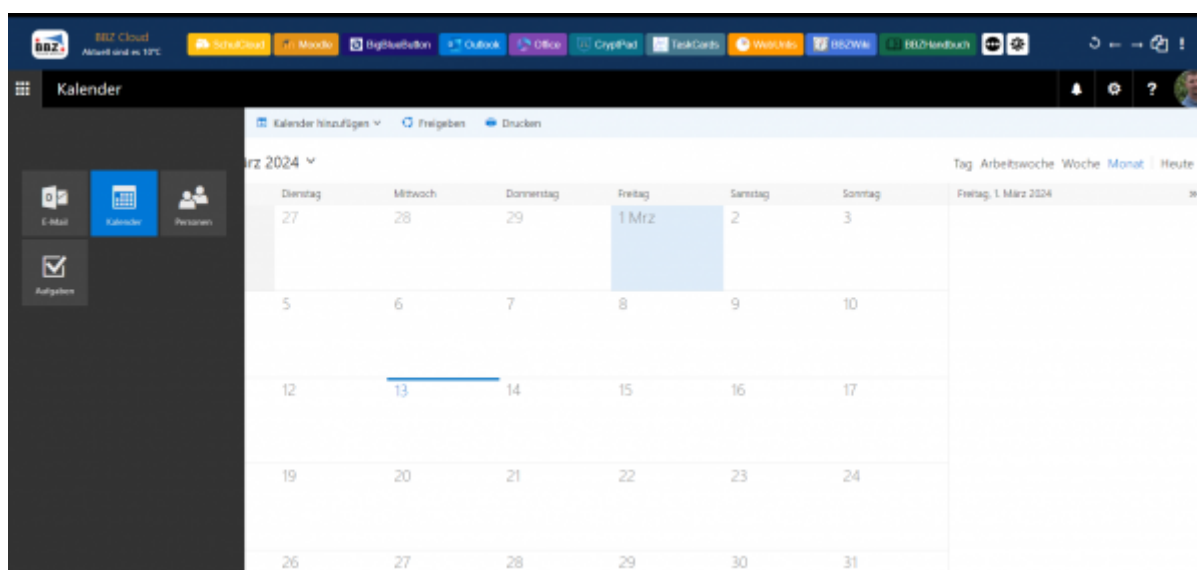 BBZ.
BBZ Cloud
Aktuell sind es 10°C
SchulCloud Moodle BigBlueButton Outlook Office CryptPad TaskCards WebUntis BBZWiki BBZHandbuch
Kalender
?
Kalender hinzufügen Freigeben Drucken
rz 2024
Tag Arbeitswoche Woche Monat Heute
E-Mail Kalender Personen
Aufgaben
Dienstag Mittwoch Donnerstag Freitag Samstag Sonntag Freitag, 1. März 2024
27 28 29 1 Mrz 2 3
5 6 7 8 9 10
12 13 14 15 16 17
19 20 21 22 23 24
26 27 28 29 30 31